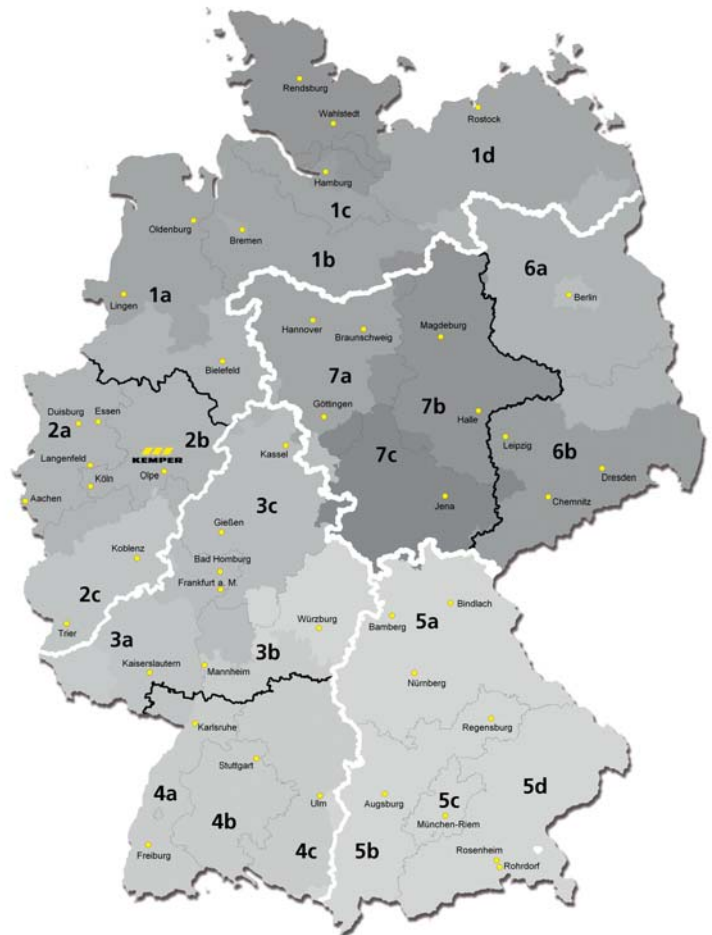 Rendsburg
Wahlstedt
Rostock
1d
Hamburg
1c
Oldenburg
Bremen
1b
6a
Lingen
1a
Berlin
Hannover
Braunschweig
Magdeburg
Bielefeld
7a
Göttingen
7b
Halle
Duisburg
Essen
2a
2b
Leipzig
6b
Kassel
KEMPER
Langenfeld
Olpe
Köln
7c
Dresden
Aachen
3c
Jena
Chemnitz
Gießen
Koblenz
Bad Homburg
Frankfurt a. M.
2c
Bindlach
Trier
Würzburg
Bamberg
5a
3a
3b
Kaiserslautern
Mannheim
Nürnberg
Karlsruhe
Regensburg
Stuttgart
4a
Ulm
Augsburg
5c
5d
4b
München-Riem
Freiburg
4c
5b
Rosenheim
Rohrdorf